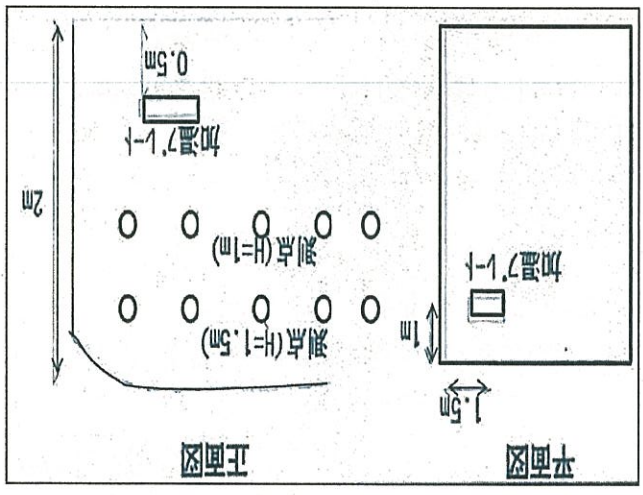 平面図
正面図
1.5m
1m
加温プレート
測点(H=1.5m)
測点(H=1m)
2m
加温プレート
0.5m